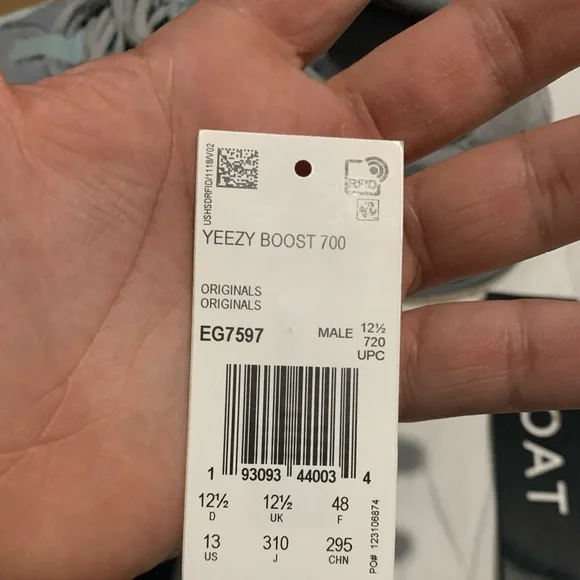 USHSDRFID/1118/V02
RFID
YEEZY BOOST 700
ORIGINALS
ORIGINALS
EG7597 MALE 12½
720
UPC
1 93093 44003 4
12½ 12½ 48
D UK F
13 310 295
US J CHN
PO# 123106874
OAT